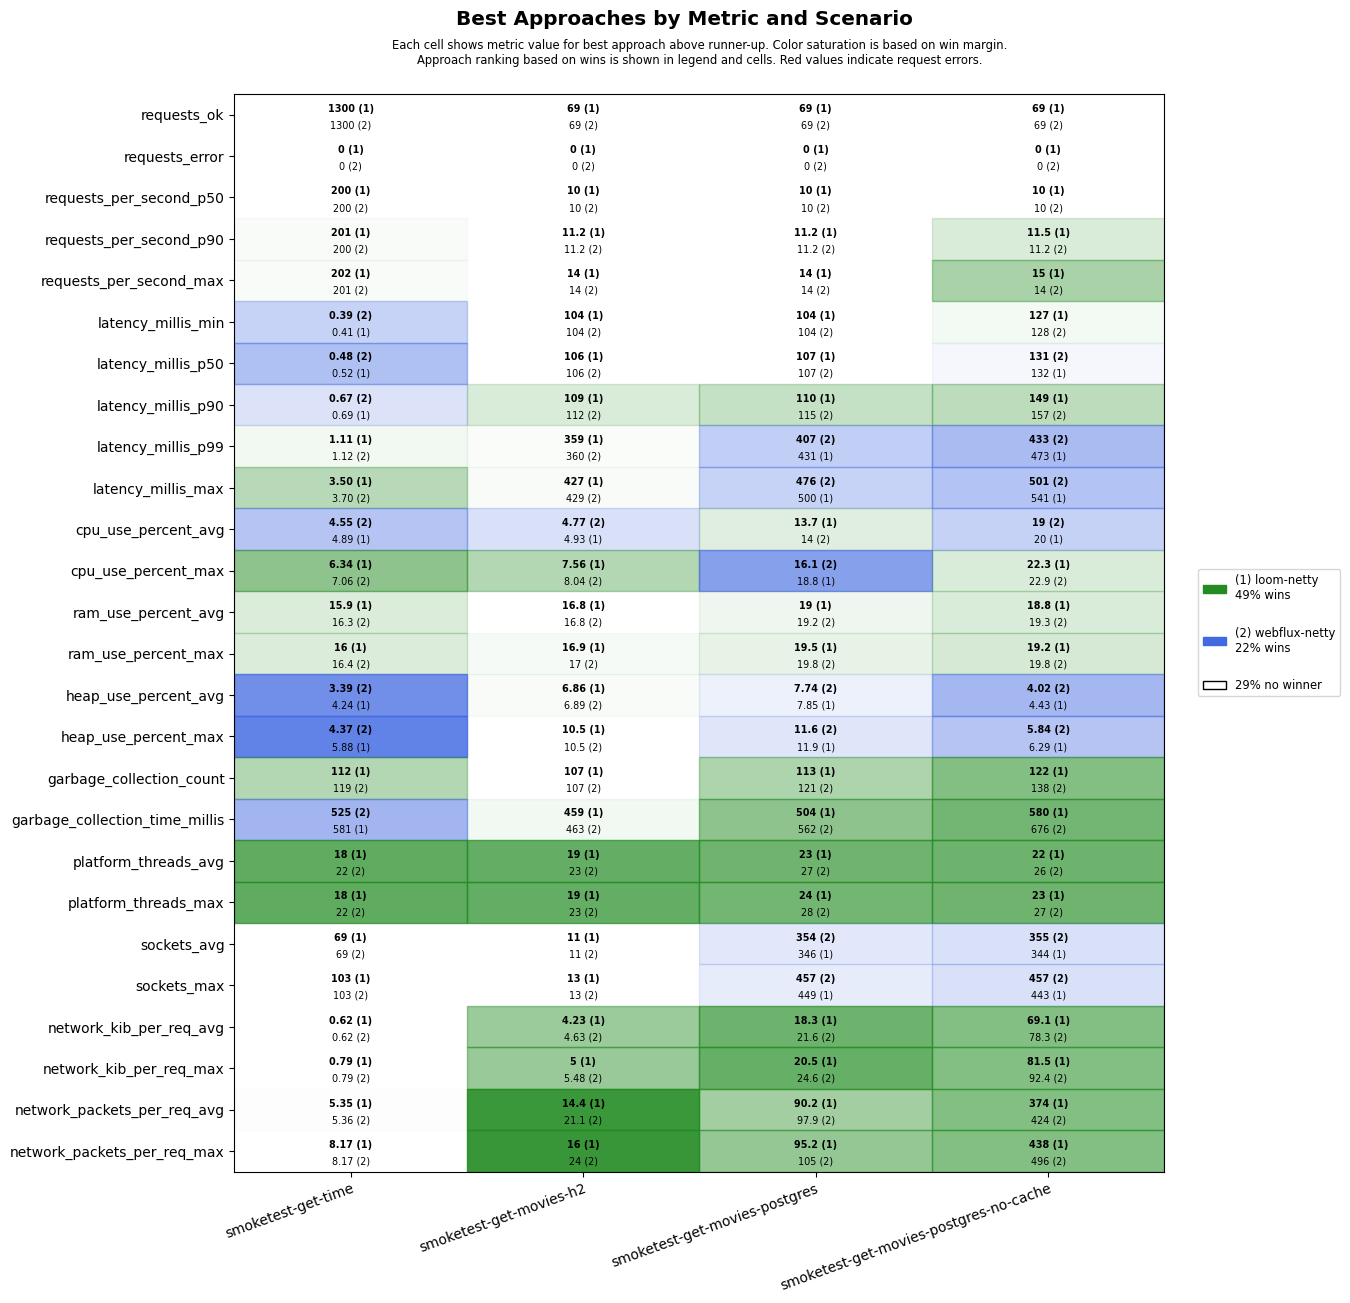 Best Approaches by Metric and Scenario
Each cell shows metric value for best approach above runner-up. Color saturation is based on win margin.
Approach ranking based on wins is shown in legend and cells. Red values indicate request errors.
requests_ok
1300 (1) 69 (1) 69 (1) 69 (1)
1300 (2) 69 (2) 69 (2) 69 (2)
requests_error
0 (1) 0 (1) 0 (1) 0 (1)
0 (2) 0 (2) 0 (2) 0 (2)
requests_per_second_p50
200 (1) 10 (1) 10 (1) 10 (1)
200 (2) 10 (2) 10 (2) 10 (2)
requests_per_second_p90
201 (1) 11.2 (1) 11.2 (1) 11.5 (1)
200 (2) 11.2 (2) 11.2 (2) 11.2 (2)
requests_per_second_max
202 (1) 14 (1) 14 (1) 15 (1)
201 (2) 14 (2) 14 (2) 14 (2)
latency_millis_min
0.39 (2) 104 (1) 104 (1) 127 (1)
0.41 (1) 104 (2) 104 (2) 128 (2)
latency_millis_p50
0.48 (2) 106 (1) 107 (1) 131 (2)
0.52 (1) 106 (2) 107 (2) 132 (1)
latency_millis_p90
0.67 (2) 109 (1) 110 (1) 149 (1)
0.69 (1) 112 (2) 115 (2) 157 (2)
latency_millis_p99
1.11 (1) 359 (1) 407 (2) 433 (2)
1.12 (2) 360 (2) 431 (1) 473 (1)
latency_millis_max
3.50 (1) 427 (1) 476 (2) 501 (2)
3.70 (2) 429 (2) 500 (1) 541 (1)
cpu_use_percent_avg
4.55 (2) 4.77 (2) 13.7 (1) 19 (2)
4.89 (1) 4.93 (1) 14 (2) 20 (1)
cpu_use_percent_max
6.34 (1) 7.56 (1) 16.1 (2) 22.3 (1)
7.06 (2) 8.04 (2) 18.8 (1) 22.9 (2)
ram_use_percent_avg
15.9 (1) 16.8 (1) 19 (1) 18.8 (1)
16.3 (2) 16.8 (2) 19.2 (2) 19.3 (2)
ram_use_percent_max
16 (1) 16.9 (1) 19.5 (1) 19.2 (1)
16.4 (2) 17 (2) 19.8 (2) 19.8 (2)
heap_use_percent_avg
3.39 (2) 6.86 (1) 7.74 (2) 4.02 (2)
4.24 (1) 6.89 (2) 7.85 (1) 4.43 (1)
heap_use_percent_max
4.37 (2) 10.5 (1) 11.6 (2) 5.84 (2)
5.88 (1) 10.5 (2) 11.9 (1) 6.29 (1)
garbage_collection_count
112 (1) 107 (1) 113 (1) 122 (1)
119 (2) 107 (2) 121 (2) 138 (2)
garbage_collection_time_millis
525 (2) 459 (1) 504 (1) 580 (1)
581 (1) 463 (2) 562 (2) 676 (2)
platform_threads_avg
18 (1) 19 (1) 23 (1) 22 (1)
22 (2) 23 (2) 27 (2) 26 (2)
platform_threads_max
18 (1) 19 (1) 24 (1) 23 (1)
22 (2) 23 (2) 28 (2) 27 (2)
sockets_avg
69 (1) 11 (1) 354 (2) 355 (2)
69 (2) 11 (2) 346 (1) 344 (1)
sockets_max
103 (1) 13 (1) 457 (2) 457 (2)
103 (2) 13 (2) 449 (1) 443 (1)
network_kib_per_req_avg
0.62 (1) 4.23 (1) 18.3 (1) 69.1 (1)
0.62 (2) 4.63 (2) 21.6 (2) 78.3 (2)
network_kib_per_req_max
0.79 (1) 5 (1) 20.5 (1) 81.5 (1)
0.79 (2) 5.48 (2) 24.6 (2) 92.4 (2)
network_packets_per_req_avg
5.35 (1) 14.4 (1) 90.2 (1) 374 (1)
5.36 (2) 21.1 (2) 97.9 (2) 424 (2)
network_packets_per_req_max
8.17 (1) 16 (1) 95.2 (1) 438 (1)
8.17 (2) 24 (2) 105 (2) 496 (2)
smoketest-get-time
smoketest-get-movies-h2
smoketest-get-movies-postgres
smoketest-get-movies-postgres-no-cache
(1) loom-netty
49% wins
(2) webflux-netty
22% wins
29% no winner